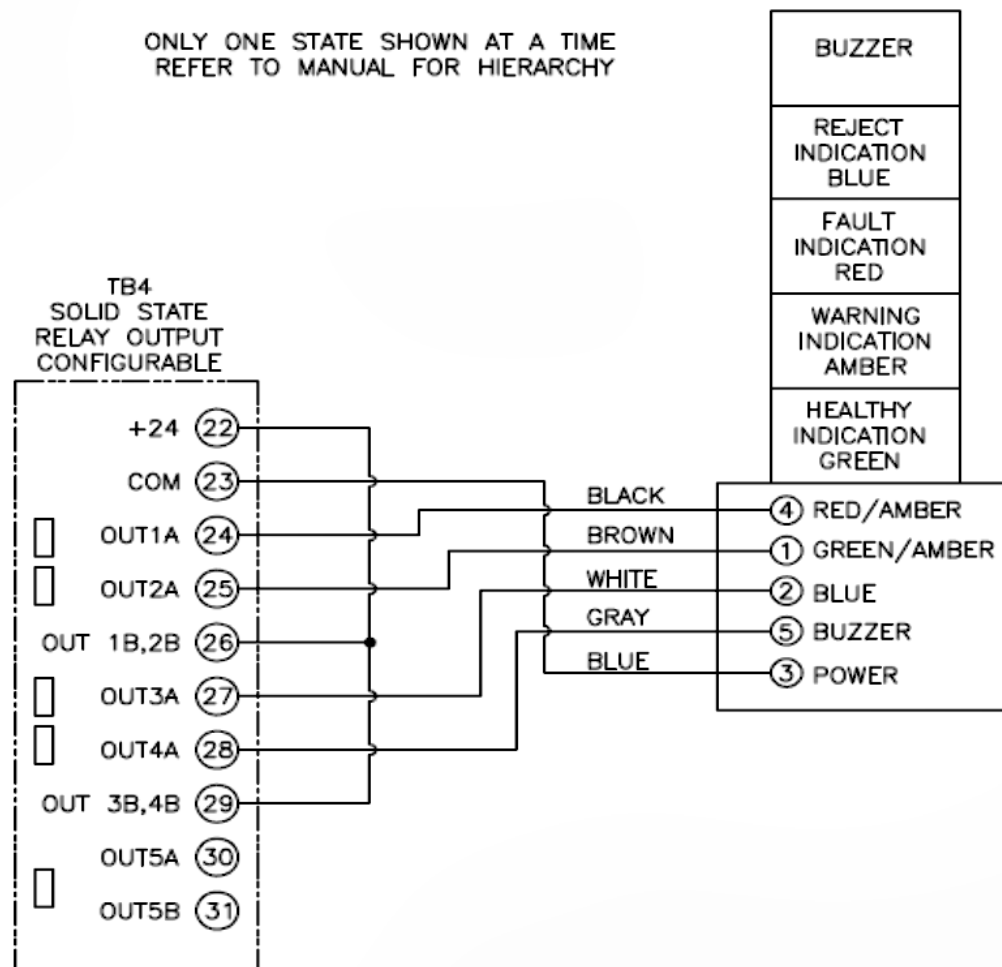 ONLY ONE STATE SHOWN AT A TIME
REFER TO MANUAL FOR HIERARCHY
BUZZER
REJECT
INDICATION
BLUE
FAULT
INDICATION
RED
WARNING
INDICATION
AMBER
HEALTHY
INDICATION
GREEN
TB4
SOLID STATE
RELAY OUTPUT
CONFIGURABLE
+24 22
COM 23
OUT1A 24
OUT2A 25
OUT 1B,2B 26
OUT3A 27
OUT4A 28
OUT 3B,4B 29
OUT5A 30
OUT5B 31
BLACK
BROWN
WHITE
GRAY
BLUE
4 RED/AMBER
1 GREEN/AMBER
2 BLUE
5 BUZZER
3 POWER